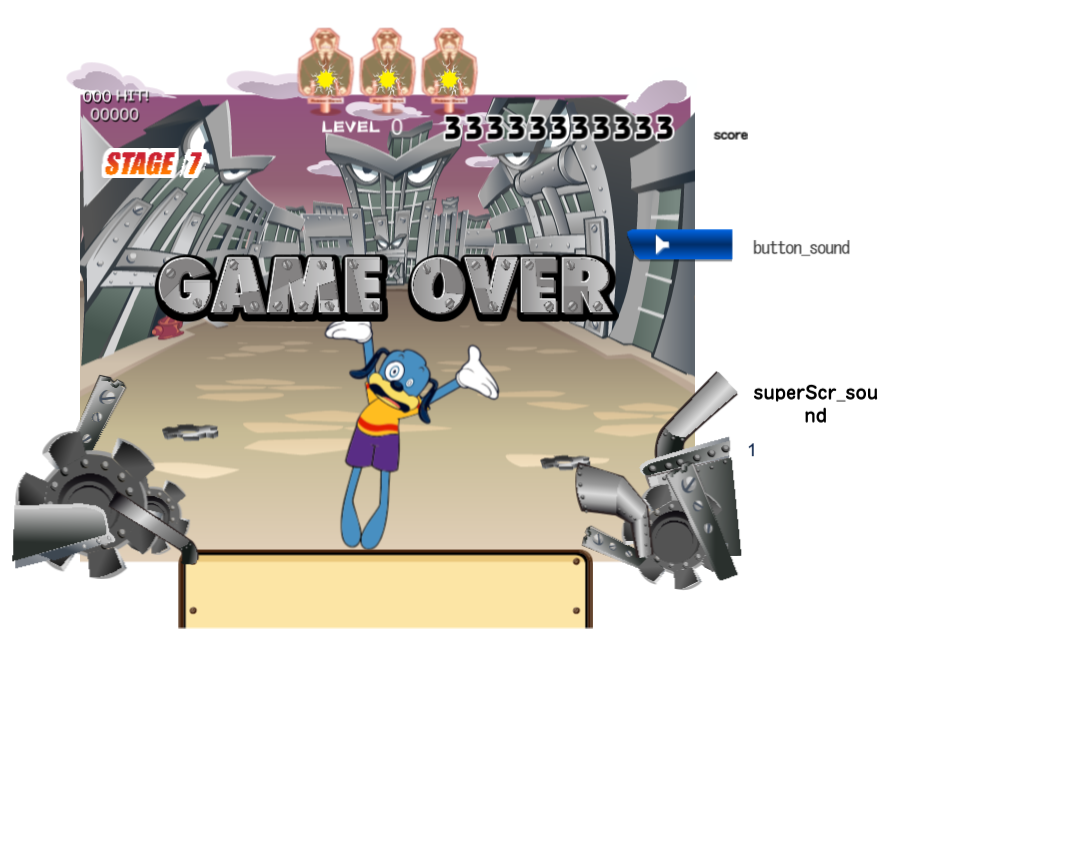 000 HIT!
00000
LEVEL 0
33333333333
score
STAGE 7
button_sound
GAME OVER
superScr_sou
nd
1